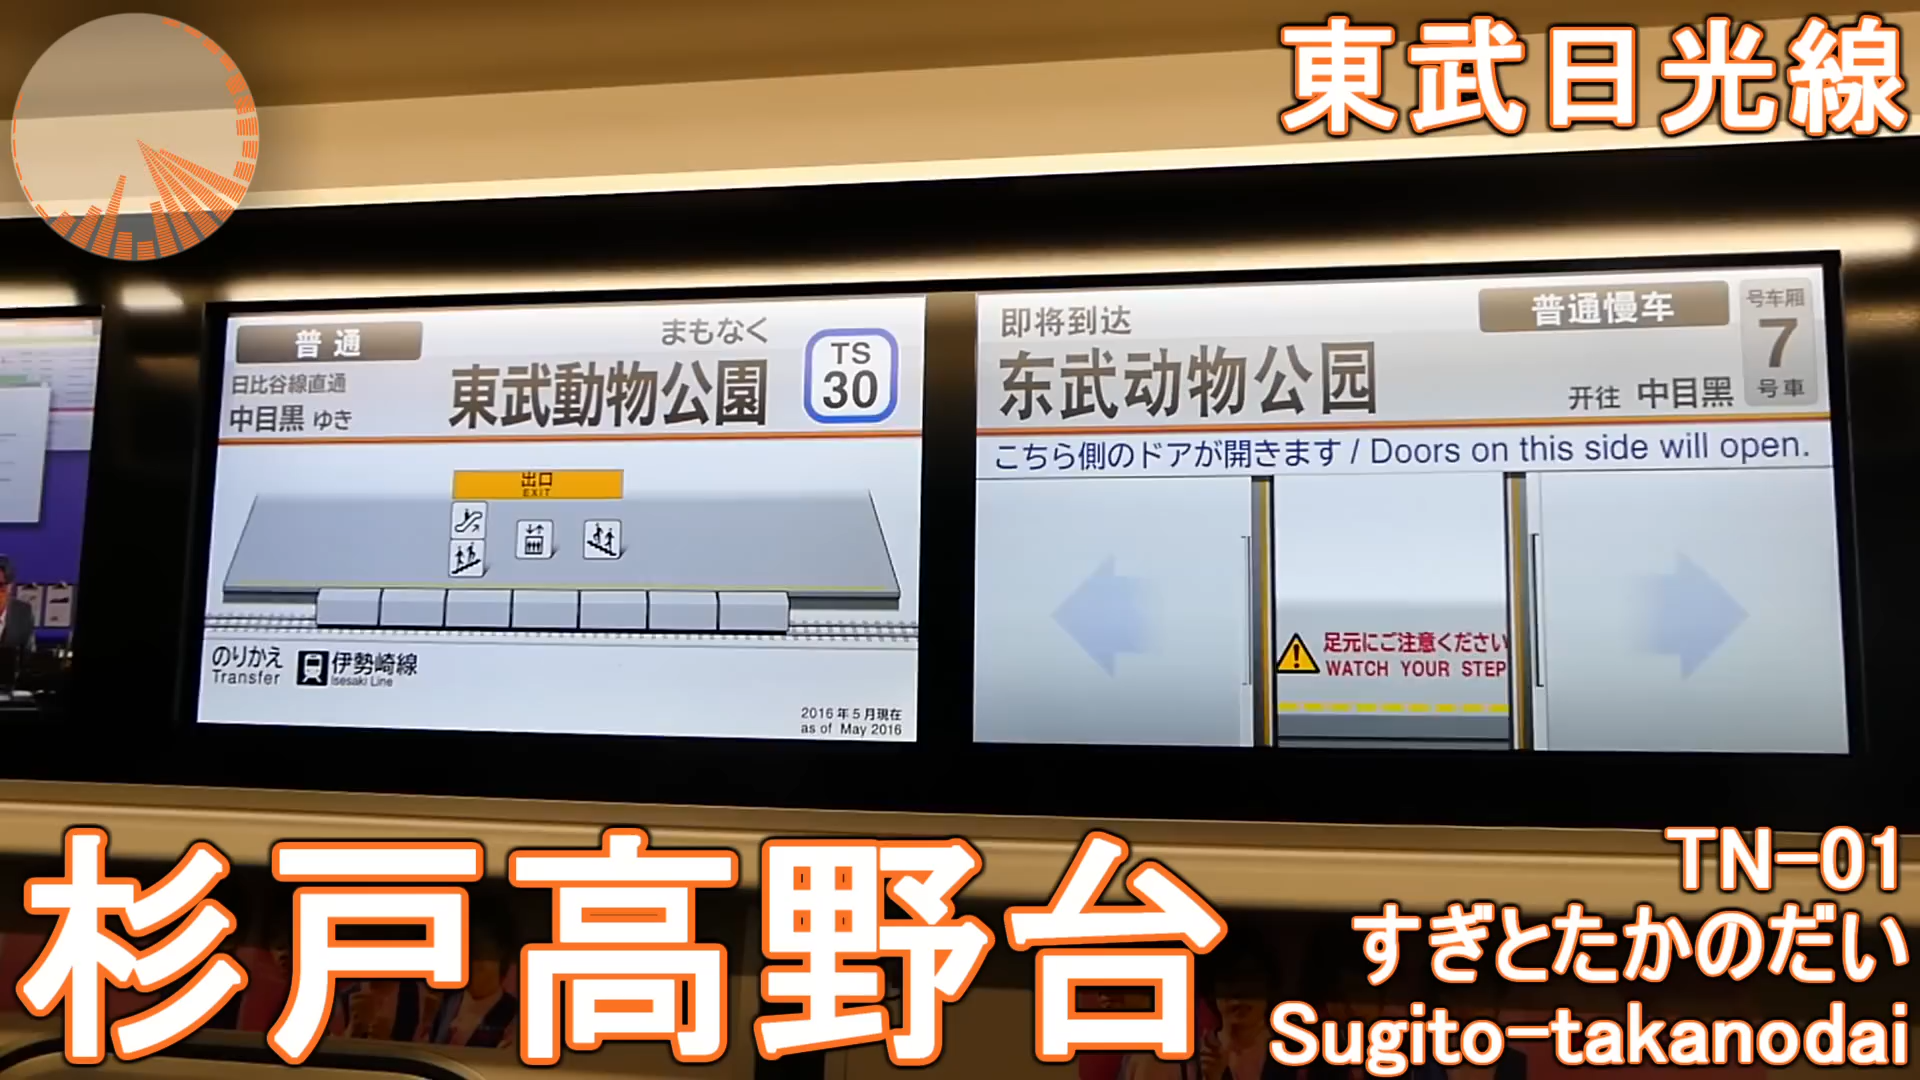 東武日光線
普通
日比谷線直通
中目黒 ゆき
まもなく
東武動物公園
TS
30
出口
EXIT
のりかえ
Transfer
伊勢崎線
Isesaki Line
2016年5月現在
as of May 2016
即将到达
东武动物公园
普通慢车
开往 中目黑
号车厢
7
号車
こちら側のドアが開きます / Doors on this side will open.
足元にご注意ください
WATCH YOUR STEP
杉戸高野台
TN-01
すぎとたかのだい
Sugito-takanodai